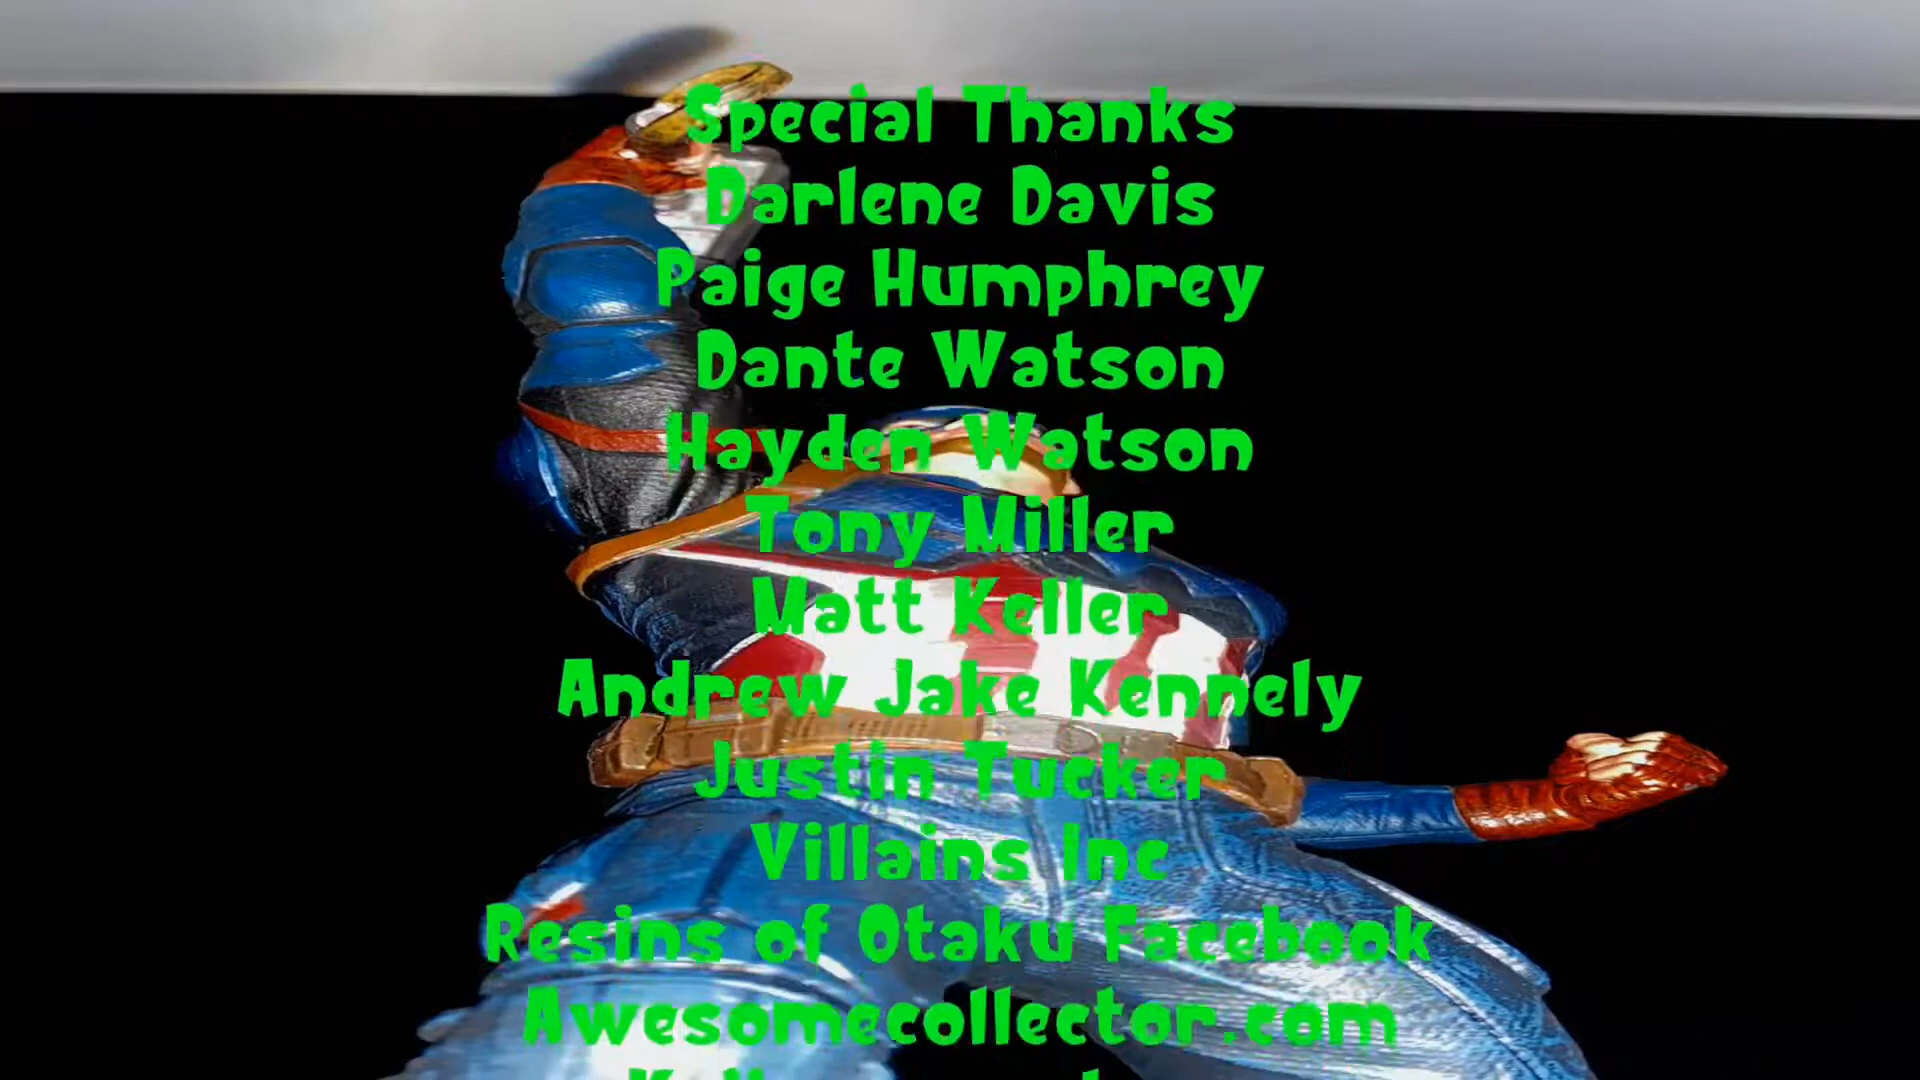 Special Thanks
Darlene Davis
Paige Humphrey
Dante Watson
Hayden Watson
Tony Miller
Matt Keller
Andrew Jake Kennely
Justin Tucker
Villains Inc
Resins of Otaku Facebook
Awesomecollector.com